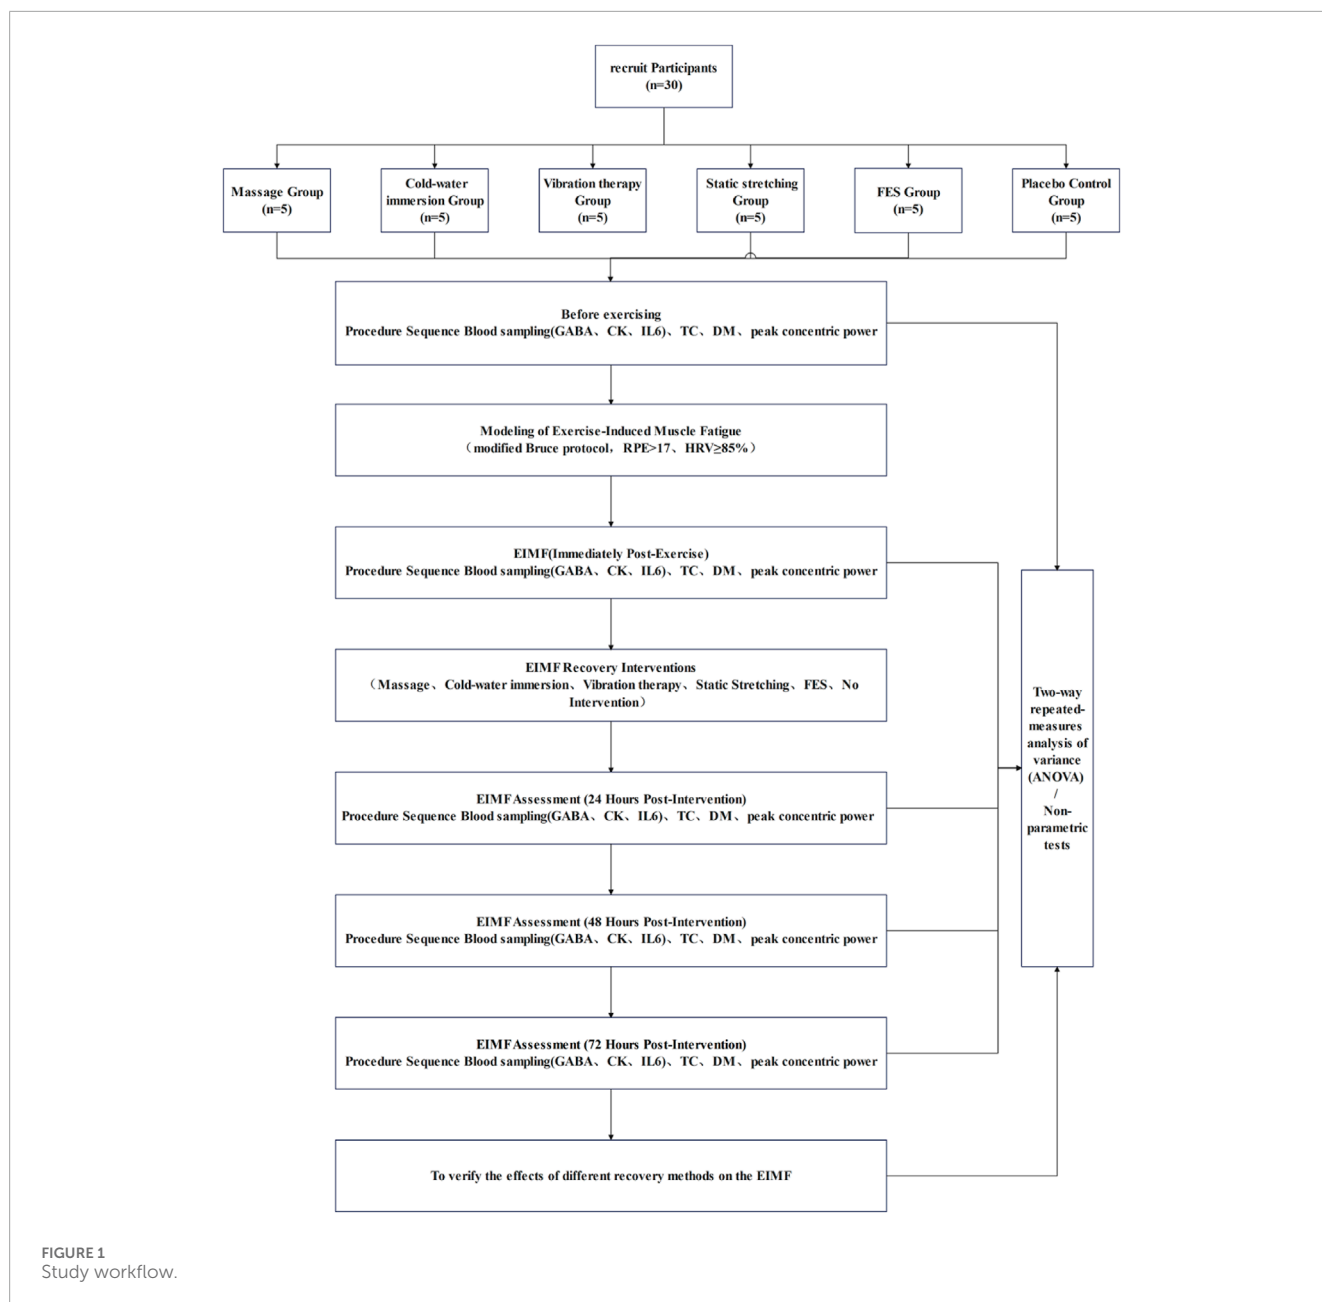 recruit Participants
(n=30)
Massage Group
(n=5)
Cold-water
immersion Group
(n=5)
Vibration therapy
Group
(n=5)
Static stretching
Group
(n=5)
FES Group
(n=5)
Placebo Control
Group
(n=5)
Before exercising
Procedure Sequence Blood sampling(GABA、CK、IL6)、TC、DM、peak concentric power
Modeling of Exercise-Induced Muscle Fatigue
（modified Bruce protocol，RPE>17、HRV≥85%）
EIMF(Immediately Post-Exercise)
Procedure Sequence Blood sampling(GABA、CK、IL6)、TC、DM、peak concentric power
EIMF Recovery Interventions
（Massage、Cold-water immersion、Vibration therapy、Static Stretching、FES、No
Intervention）
EIMF Assessment (24 Hours Post-Intervention)
Procedure Sequence Blood sampling(GABA、CK、IL6)、TC、DM、peak concentric power
EIMF Assessment (48 Hours Post-Intervention)
Procedure Sequence Blood sampling(GABA、CK、IL6)、TC、DM、peak concentric power
EIMF Assessment (72 Hours Post-Intervention)
Procedure Sequence Blood sampling(GABA、CK、IL6)、TC、DM、peak concentric power
To verify the effects of different recovery methods on the EIMF
Two-way
repeated-
measures
analysis of
variance
(ANOVA)
/
Non-
parametric
tests
FIGURE 1
Study workflow.